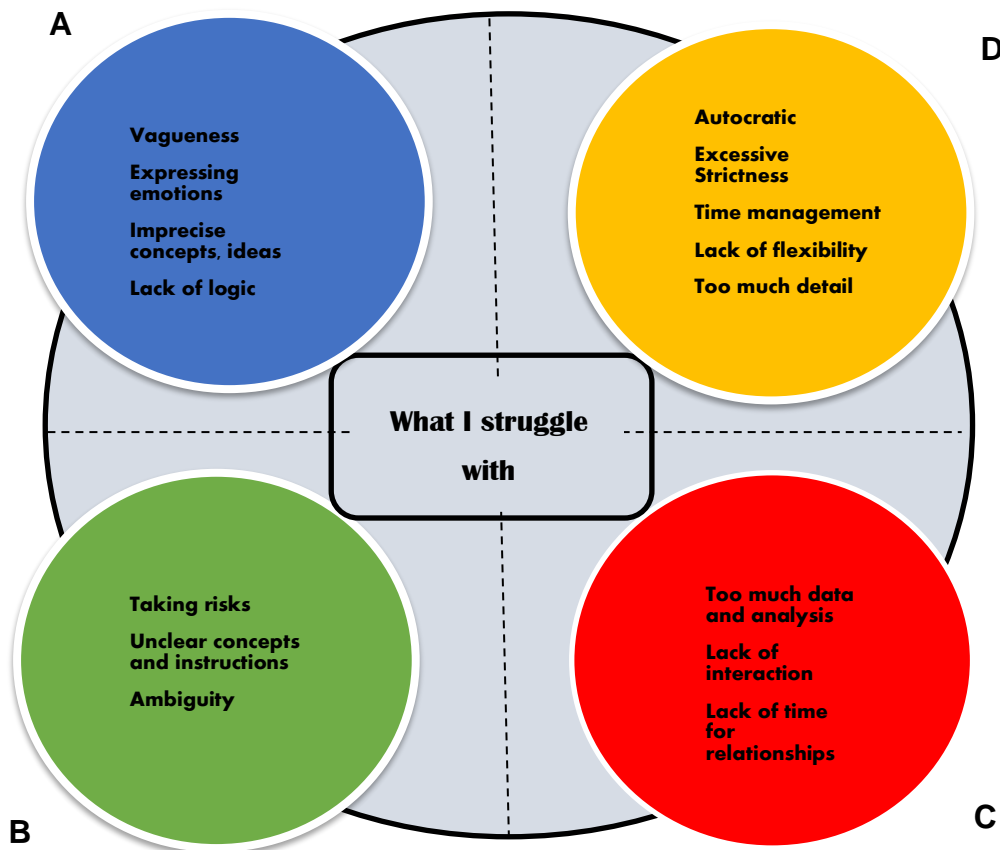 A
Vagueness
Expressing
emotions
Imprecise
concepts, ideas
Lack of logic
D
Autocratic
Excessive
Strictness
Time management
Lack of flexibility
Too much detail
What I struggle
with
B
Taking risks
Unclear concepts
and instructions
Ambiguity
C
Too much data
and analysis
Lack of
interaction
Lack of time
for
relationships